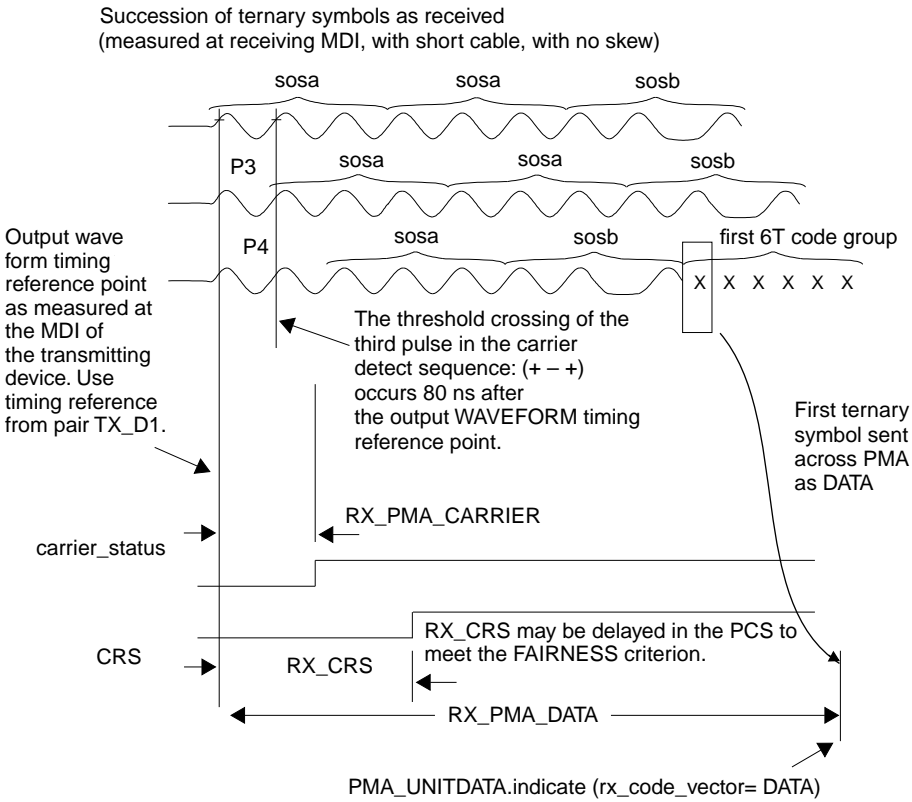 Succession of ternary symbols as received
(measured at receiving MDI, with short cable, with no skew)
sosa
sosa
sosb
P3
sosa
sosa
sosb
P4
sosa
sosb
first 6T code group
X X X X X X
Output wave
form timing
reference point
as measured at
the MDI of
the transmitting
device. Use
timing reference
from pair TX_D1.
The threshold crossing of the
third pulse in the carrier
detect sequence: (+ – +)
occurs 80 ns after
the output WAVEFORM timing
reference point.
First ternary
symbol sent
across PMA
as DATA
RX_PMA_CARRIER
carrier_status
RX_CRS may be delayed in the PCS to
meet the FAIRNESS criterion.
CRS
RX_CRS
RX_PMA_DATA
PMA_UNITDATA.indicate (rx_code_vector= DATA)